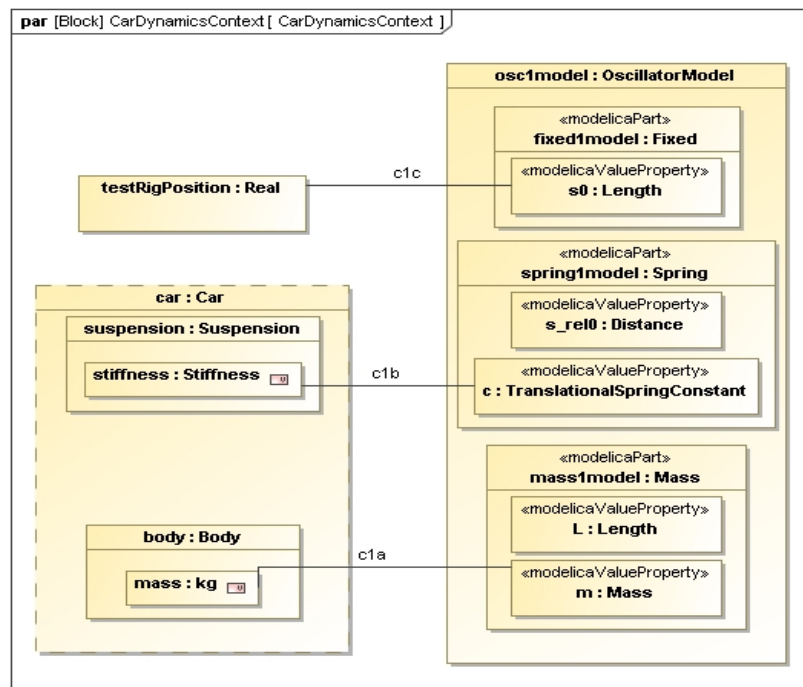 par [Block] CarDynamicsContext [ CarDynamicsContext ]
osc1model : OscillatorModel
«modelicaPart»
fixed1model : Fixed
«modelicaValueProperty»
s0 : Length
c1c
testRigPosition : Real
«modelicaPart»
spring1model : Spring
«modelicaValueProperty»
s_rel0 : Distance
«modelicaValueProperty»
c : TranslationalSpringConstant
car : Car
suspension : Suspension
stiffness : Stiffness
c1b
«modelicaPart»
mass1model : Mass
«modelicaValueProperty»
L : Length
«modelicaValueProperty»
m : Mass
body : Body
mass : kg
c1a